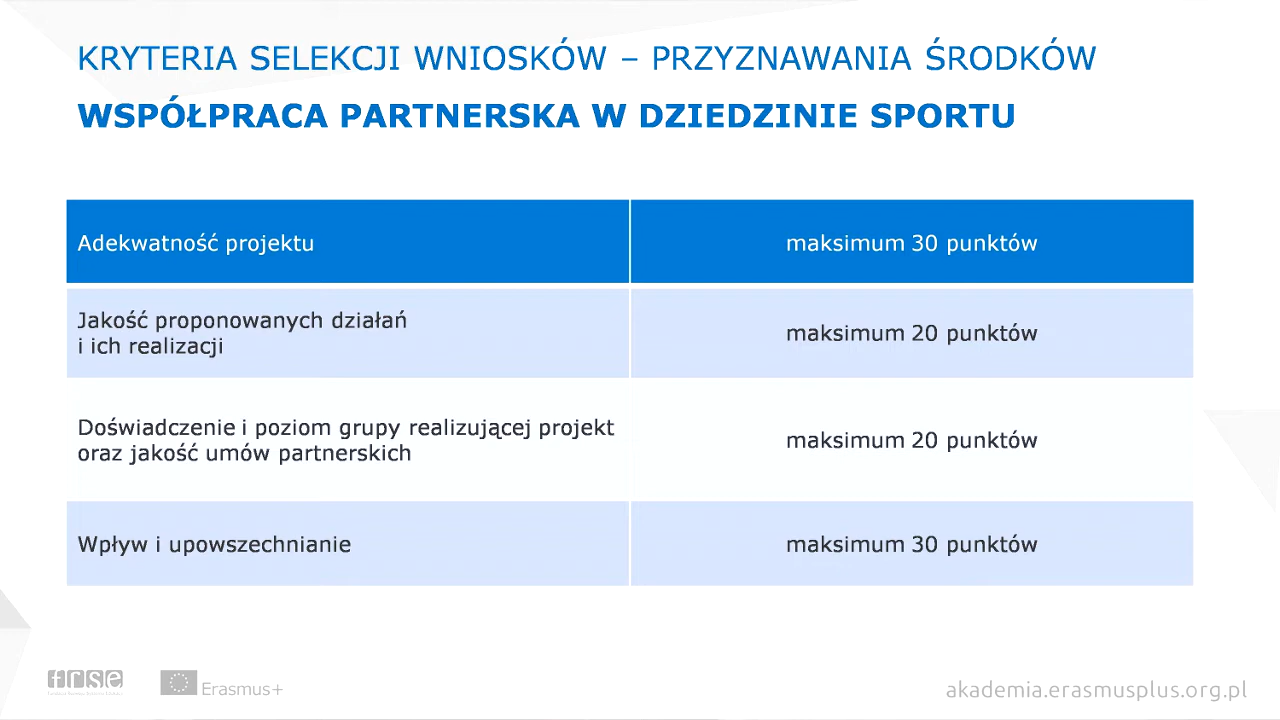 KRYTERIA SELEKCJI WNIOSKÓW – PRZYZNAWANIA ŚRODKÓW
WSPÓŁPRACA PARTNERSKA W DZIEDZINIE SPORTU
Adekwatność projektu
maksimum 30 punktów
Jakość proponowanych działań
i ich realizacji
maksimum 20 punktów
Doświadczenie i poziom grupy realizującej projekt
oraz jakość umów partnerskich
maksimum 20 punktów
Wpływ i upowszechnianie
maksimum 30 punktów
frse
Erasmus+
akademia.erasmusplus.org.pl